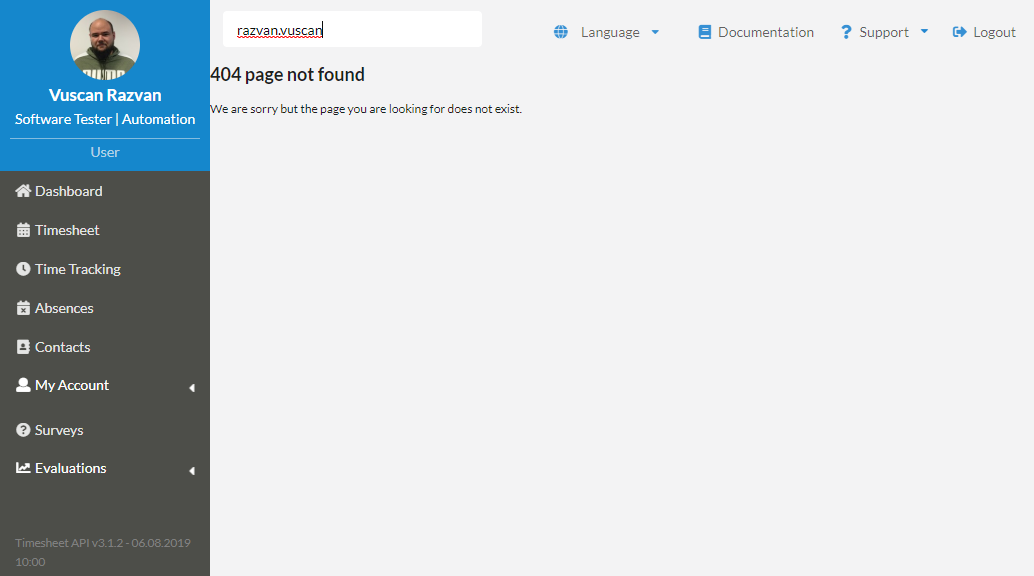 Vuscan Razvan
Software Tester | Automation
User
Dashboard
Timesheet
Time Tracking
Absences
Contacts
My Account
Surveys
Evaluations
Timesheet API v3.1.2 - 06.08.2019
10:00
razvan.vuscan
Language
Documentation
Support
Logout
404 page not found
We are sorry but the page you are looking for does not exist.